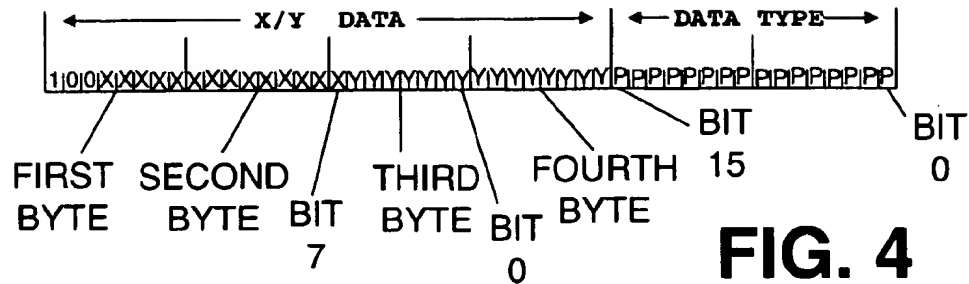 X/Y DATA DATA TYPE
100XXXXXXXXXXXXXXYYYYYYYYYYYYYYYPPPPPPPPPPPPPPPP
FIRST BYTE
SECOND BYTE
BIT 7
THIRD BYTE
BIT 0
FOURTH BYTE
BIT 15
BIT 0
FIG. 4